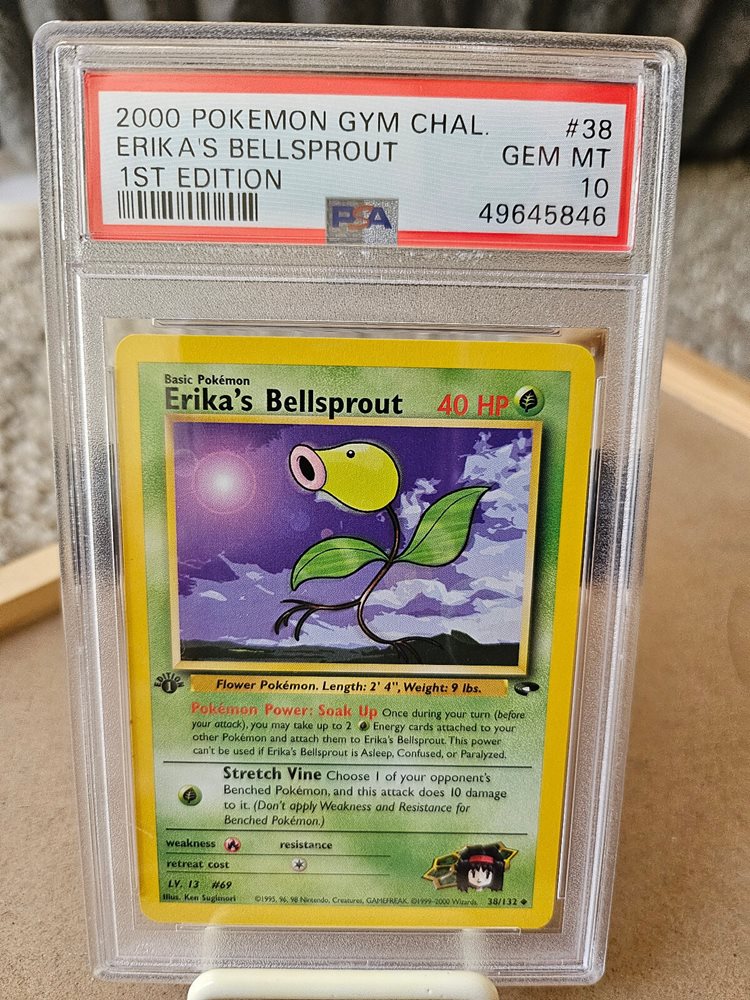 2000 POKEMON GYM CHAL. #38
ERIKA'S BELLSPROUT GEM MT
1ST EDITION 10
PSA 49645846
Basic Pokémon
Erika's Bellsprout 40 HP
EDITION 1
Flower Pokémon. Length: 2' 4", Weight: 9 lbs.
Pokémon Power: Soak Up Once during your turn (before
your attack), you may take up to 2 Energy cards attached to your
other Pokémon and attach them to Erika's Bellsprout. This power
can't be used if Erika's Bellsprout is Asleep, Confused, or Paralyzed.
Stretch Vine Choose 1 of your opponent's
Benched Pokémon, and this attack does 10 damage
to it. (Don't apply Weakness and Resistance for
Benched Pokémon.)
weakness resistance
retreat cost
LV. 13 #69
Illus. Ken Sugimori ©1995, 96, 98 Nintendo, Creatures, GAMEFREAK. ©1999-2000 Wizards. 38/132